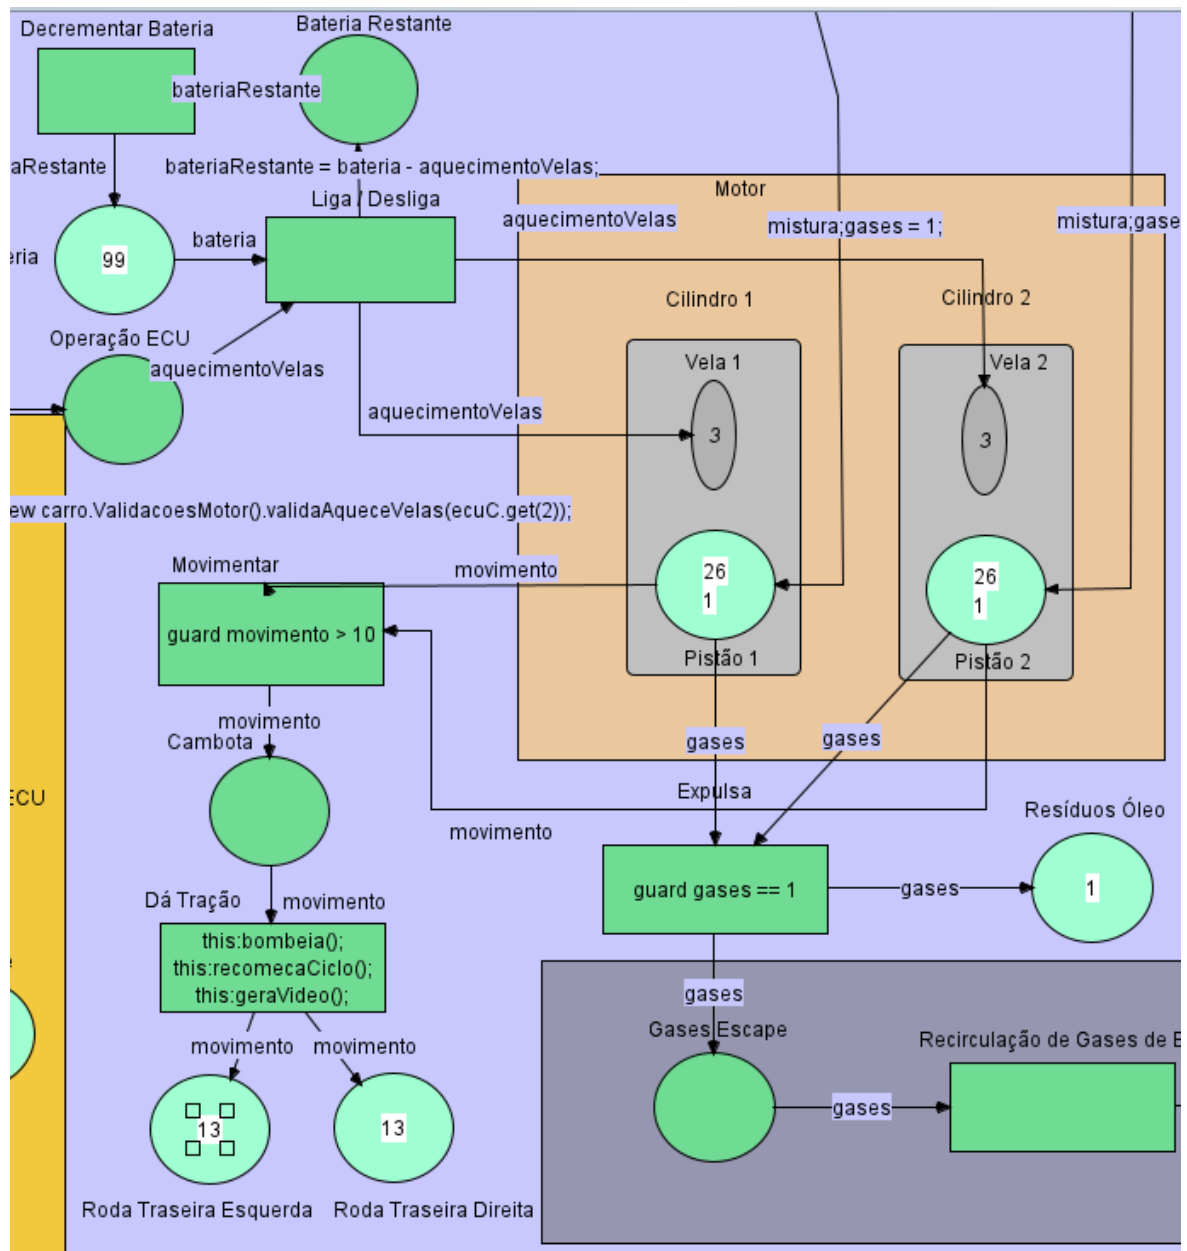 Decrementar Bateria
Bateria Restante
bateriaRestante
aRestante
bateriaRestante = bateria - aquecimentoVelas;
Liga / Desliga
Motor
aquecimentoVelas
mistura;gases = 1;
mistura;gase
eria
99
bateria
Cilindro 1
Cilindro 2
Operação ECU
aquecimentoVelas
Vela 1
Vela 2
aquecimentoVelas
3
3
ew carro.ValidacoesMotor().validaAqueceVelas(ecuC.get(2));
Movimentar
movimento
26
1
26
1
guard movimento > 10
Pistão 1
Pistão 2
movimento
Cambota
gases
gases
ECU
Expulsa
movimento
Resíduos Óleo
guard gases == 1
gases
1
Dá Tração
movimento
this:bombeia();
this:recomecaCiclo();
this:geraVideo();
gases
Gases Escape
movimento
movimento
Recirculação de Gases de E
gases
13
13
Roda Traseira Esquerda
Roda Traseira Direita